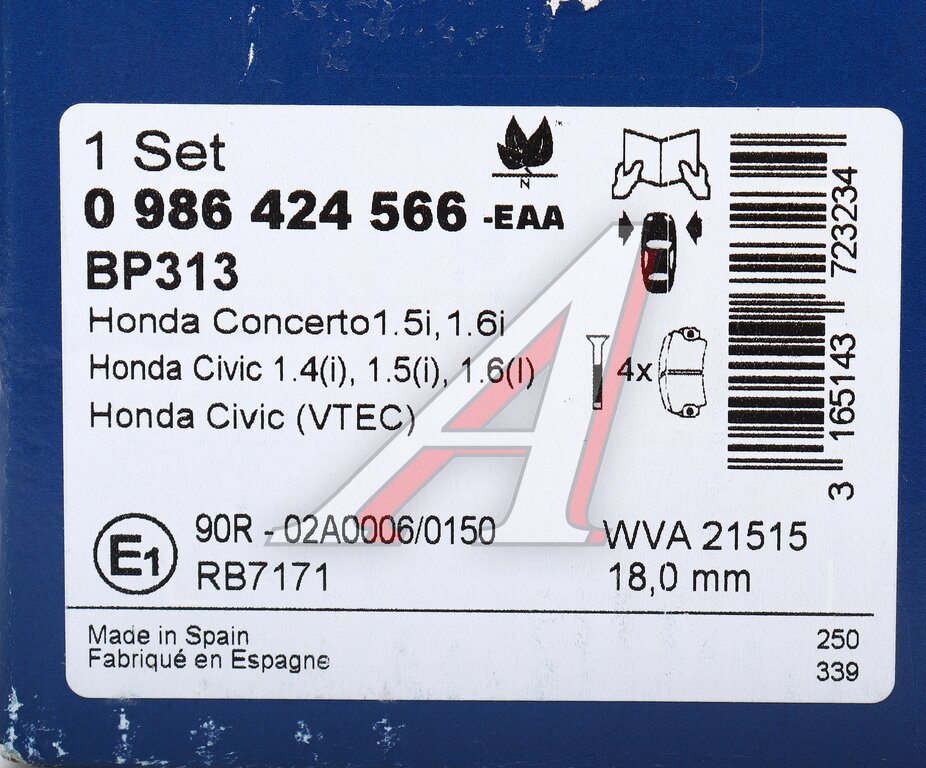 1 Set
N
0 986 424 566 -EAA
BP313
Honda Concerto1.5i, 1.6i
Honda Civic 1.4(i), 1.5(i), 1.6(I)
Honda Civic (VTEC)
4x
3 165143 723234
E1
90R - 02A0006/0150
RB7171
WVA 21515
18,0 mm
Made in Spain
Fabriqué en Espagne
250
339